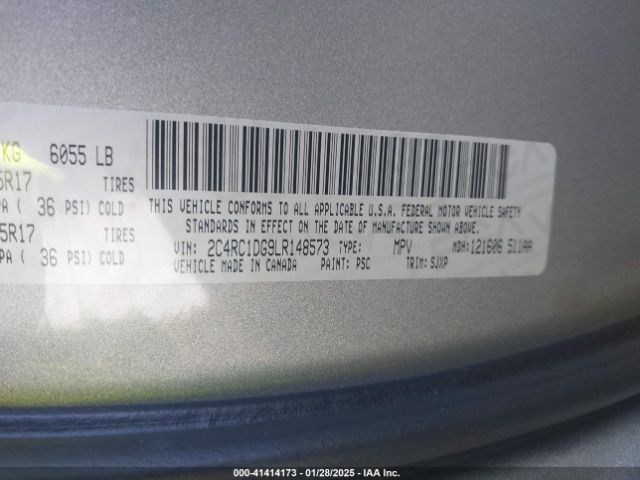 KG 6055 LB
5R17 TIRES
PA ( 36 PSI) COLD
5R17 TIRES
PA ( 36 PSI) COLD
THIS VEHICLE CONFORMS TO ALL APPLICABLE U.S.A. FEDERAL MOTOR VEHICLE SAFETY
STANDARDS IN EFFECT ON THE DATE OF MANUFACTURE SHOWN ABOVE.
VIN: 2C4RC1DG9LR148573 TYPE: MPV MDH: 121606 511AA
VEHICLE MADE IN CANADA PAINT: PSC TRIM: SJXP
000-41414173 | 01/28/2025 | IAA Inc.